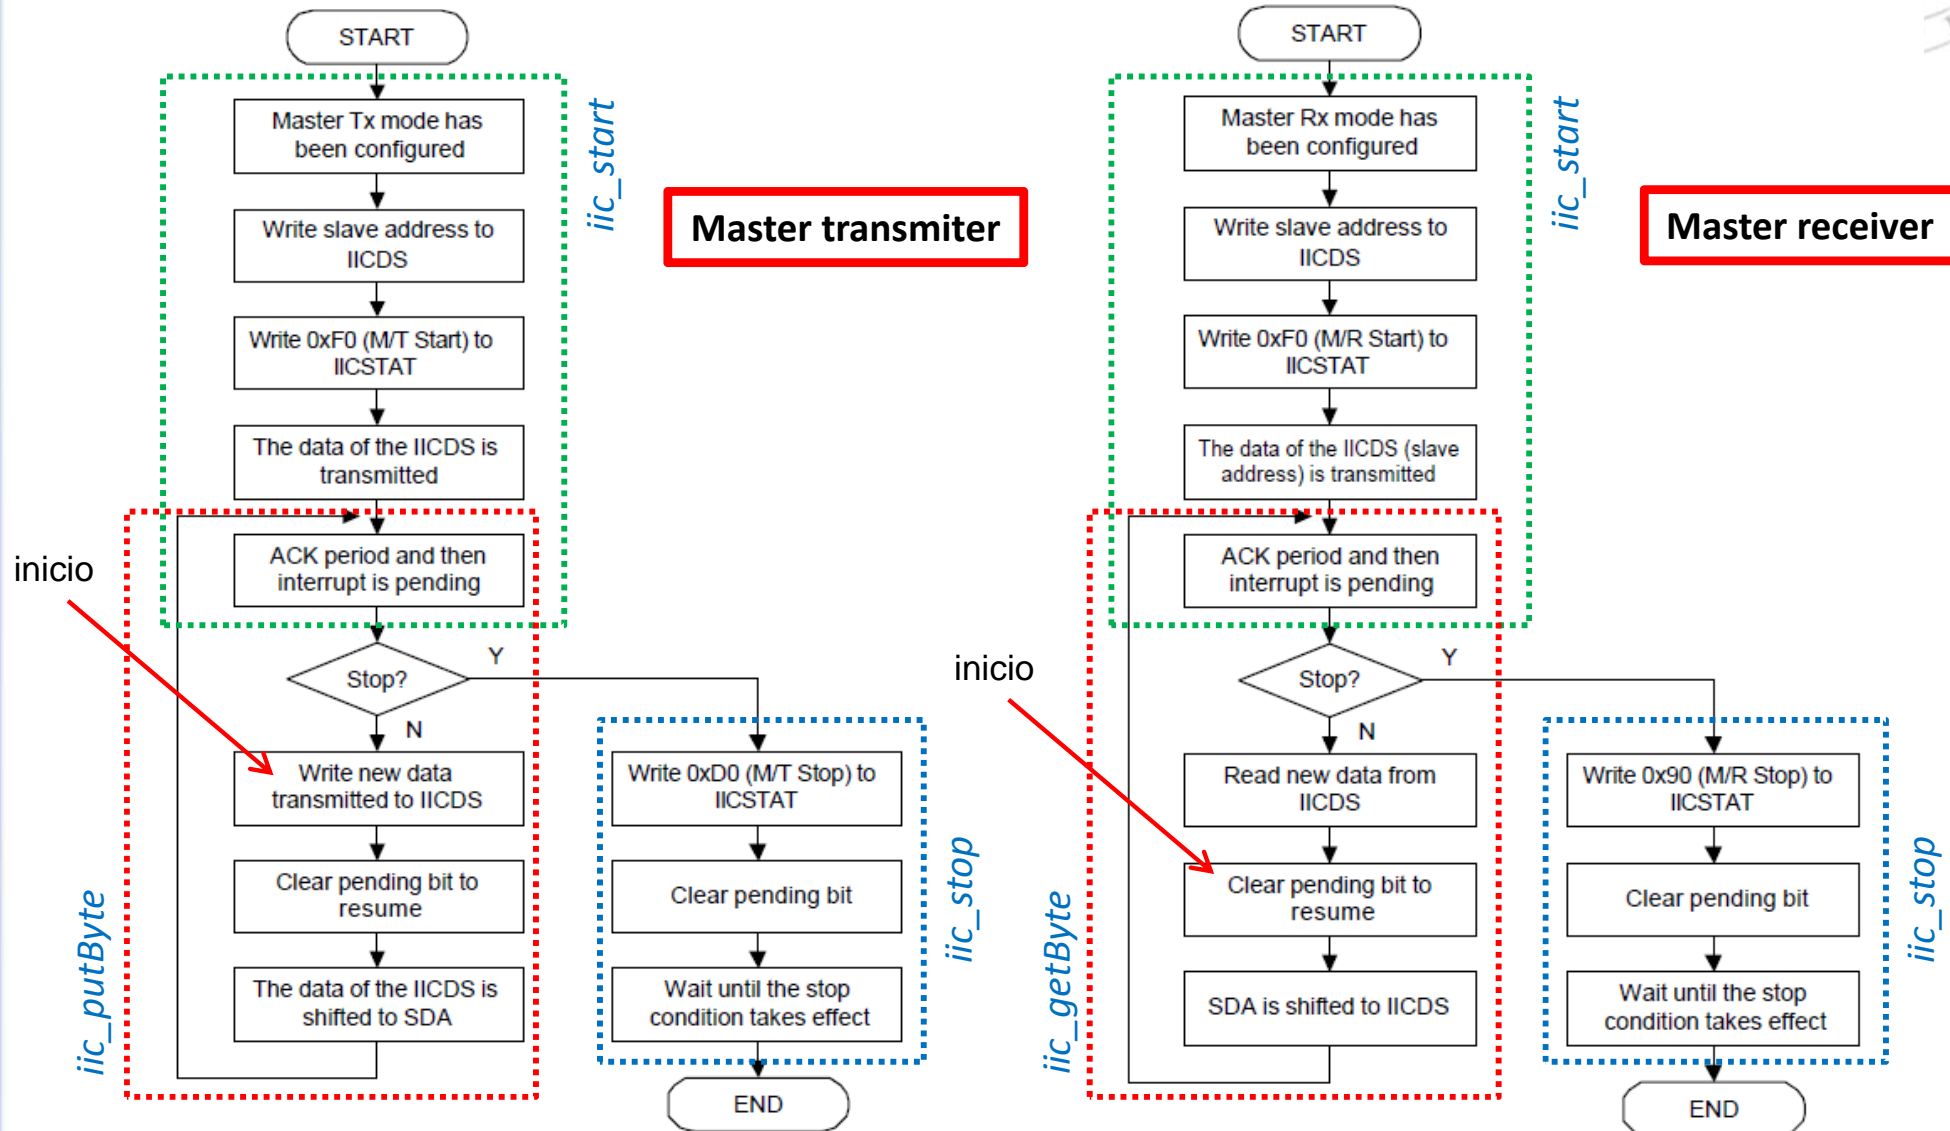 START
Master Tx mode has
been configured
iic_start
Write slave address to
IICDS
Master transmiter
Write 0xF0 (M/T Start) to
IICSTAT
The data of the IICDS is
transmitted
inicio
ACK period and then
interrupt is pending
Stop?
Y
N
Write new data
transmitted to IICDS
Clear pending bit to
resume
The data of the IICDS is
shifted to SDA
iic_putByte
Write 0xD0 (M/T Stop) to
IICSTAT
Clear pending bit
Wait until the stop
condition takes effect
iic_stop
END
START
Master Rx mode has
been configured
iic_start
Write slave address to
IICDS
Master receiver
Write 0xF0 (M/R Start) to
IICSTAT
The data of the IICDS (slave
address) is transmitted
inicio
ACK period and then
interrupt is pending
Stop?
Y
N
Read new data from
IICDS
Clear pending bit to
resume
SDA is shifted to IICDS
iic_getByte
Write 0x90 (M/R Stop) to
IICSTAT
Clear pending bit
Wait until the stop
condition takes effect
iic_stop
END